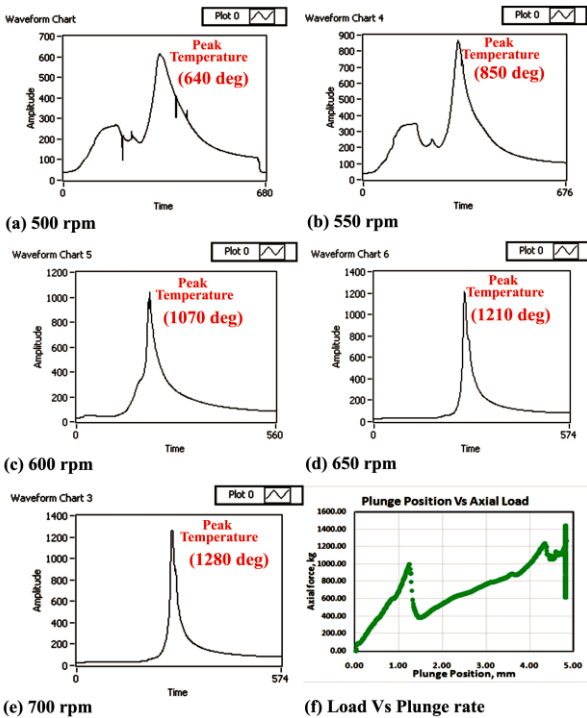 Waveform Chart
Plot 0
700
600
500
400
300
200
100
0
Amplitude
Peak
Temperature
(640 deg)
0
680
Time
(a) 500 rpm
Waveform Chart 4
Plot 0
900
800
700
600
500
400
300
200
100
0
Amplitude
Peak
Temperature
(850 deg)
0
676
Time
(b) 550 rpm
Waveform Chart 5
Plot 0
1200
1000
800
600
400
200
0
Amplitude
Peak
Temperature
(1070 deg)
0
560
Time
(c) 600 rpm
Waveform Chart 6
Plot 0
1400
1200
1000
800
600
400
200
0
Amplitude
Peak
Temperature
(1210 deg)
0
574
Time
(d) 650 rpm
Waveform Chart 3
Plot 0
1400
1200
1000
800
600
400
200
0
Amplitude
Peak
Temperature
(1280 deg)
0
574
Time
(e) 700 rpm
Plunge Position Vs Axial Load
1600.00
1400.00
1200.00
1000.00
800.00
600.00
400.00
200.00
0.00
Axial force, kg
0.00 1.00 2.00 3.00 4.00 5.00
Plunge Position, mm
(f) Load Vs Plunge rate